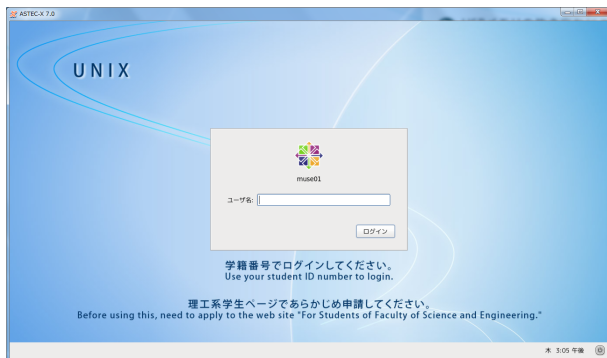 ASTEC-X 7.0
UNIX
muse01
ユーザ名:
ログイン
学籍番号でログインしてください。
Use your student ID number to login.
理工系学生ページであらかじめ申請してください。
Before using this, need to apply to the web site "For Students of Faculty of Science and Engineering."
木 3:05 午後